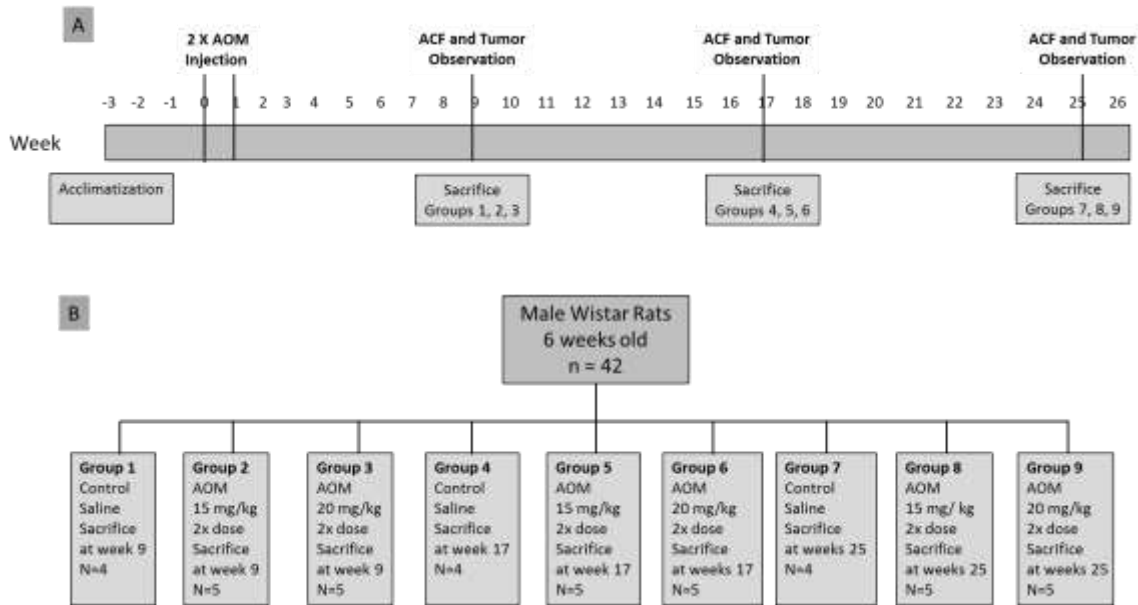 A
2 X AOM
Injection
ACF and Tumor
Observation
ACF and Tumor
Observation
ACF and Tumor
Observation
-3 -2 -1 0 1 2 3 4 5 6 7 8 9 10 11 12 13 14 15 16 17 18 19 20 21 22 23 24 25 26
Week
Acclimatization
Sacrifice
Groups 1, 2, 3
Sacrifice
Groups 4, 5, 6
Sacrifice
Groups 7, 8, 9
B
Male Wistar Rats
6 weeks old
n = 42
Group 1
Control
Saline
Sacrifice
at week 9
N=4
Group 2
AOM
15 mg/kg
2x dose
Sacrifice
at week 9
N=5
Group 3
AOM
20 mg/kg
2x dose
Sacrifice
at week 9
N=5
Group 4
Control
Saline
Sacrifice
at week 17
N=4
Group 5
AOM
15 mg/kg
2x dose
Sacrifice
at week 17
N=5
Group 6
AOM
20 mg/kg
2x dose
Sacrifice
at weeks 17
N=5
Group 7
Control
Saline
Sacrifice
at weeks 25
N=4
Group 8
AOM
15 mg/ kg
2x dose
Sacrifice
at weeks 25
N=5
Group 9
AOM
20 mg/kg
2x dose
Sacrifice
at weeks 25
N=5